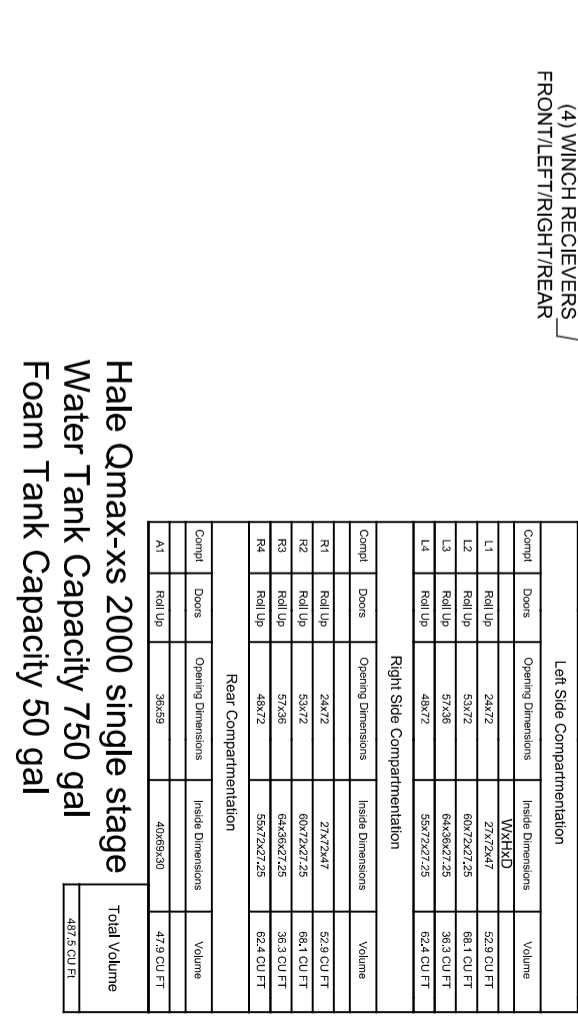 (4) WINCH RECIEVERS
FRONT/LEFT/RIGHT/REAR
Left Side Compartmentation
Compt Doors Opening Dimensions Inside Dimensions Volume
WxHxD
L1 Roll Up 24x72 27x72x47 52.9 CU FT
L2 Roll Up 53x72 60x72x27.25 68.1 CU FT
L3 Roll Up 57x36 64x36x27.25 36.3 CU FT
L4 Roll Up 48x72 55x72x27.25 62.4 CU FT
Right Side Compartmentation
Compt Doors Opening Dimensions Inside Dimensions Volume
R1 Roll Up 24x72 27x72x47 52.9 CU FT
R2 Roll Up 53x72 60x72x27.25 68.1 CU FT
R3 Roll Up 57x36 64x36x27.25 36.3 CU FT
R4 Roll Up 48x72 55x72x27.25 62.4 CU FT
Rear Compartmentation
Compt Doors Opening Dimensions Inside Dimensions Volume
A1 Roll Up 36x59 40x69x30 47.9 CU FT
Total Volume
487.5 CU Ft
Hale Qmax-xs 2000 single stage
Water Tank Capacity 750 gal
Foam Tank Capacity 50 gal